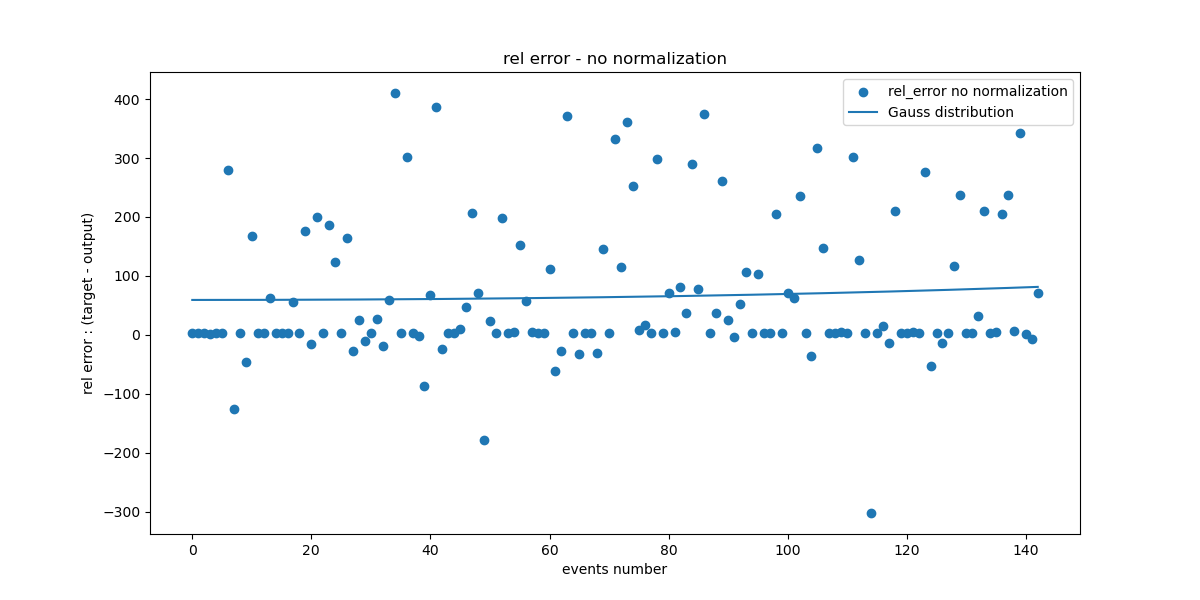 rel error - no normalization
rel_error no normalization
Gauss distribution
rel error : (target - output)
400
300
200
100
0
−100
−200
−300
0 20 40 60 80 100 120 140
events number